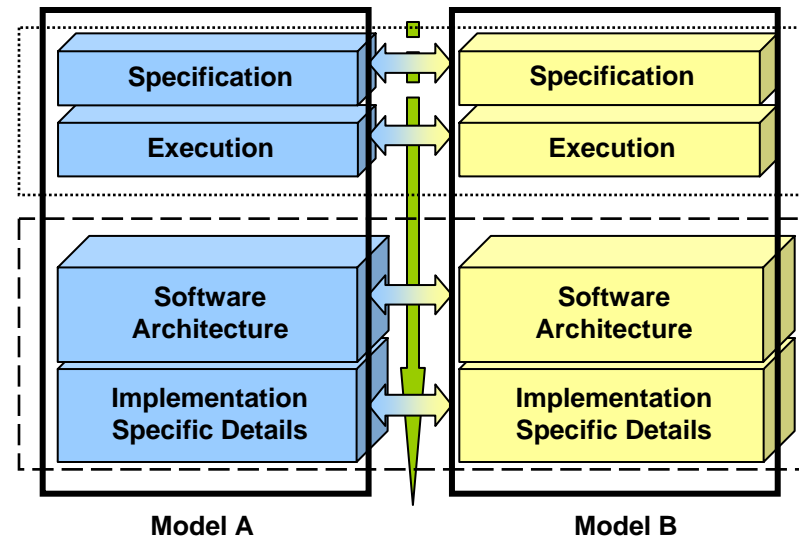 Specification
Specification
Execution
Execution
Software
Architecture
Software
Architecture
Implementation
Specific Details
Implementation
Specific Details
Model A
Model B